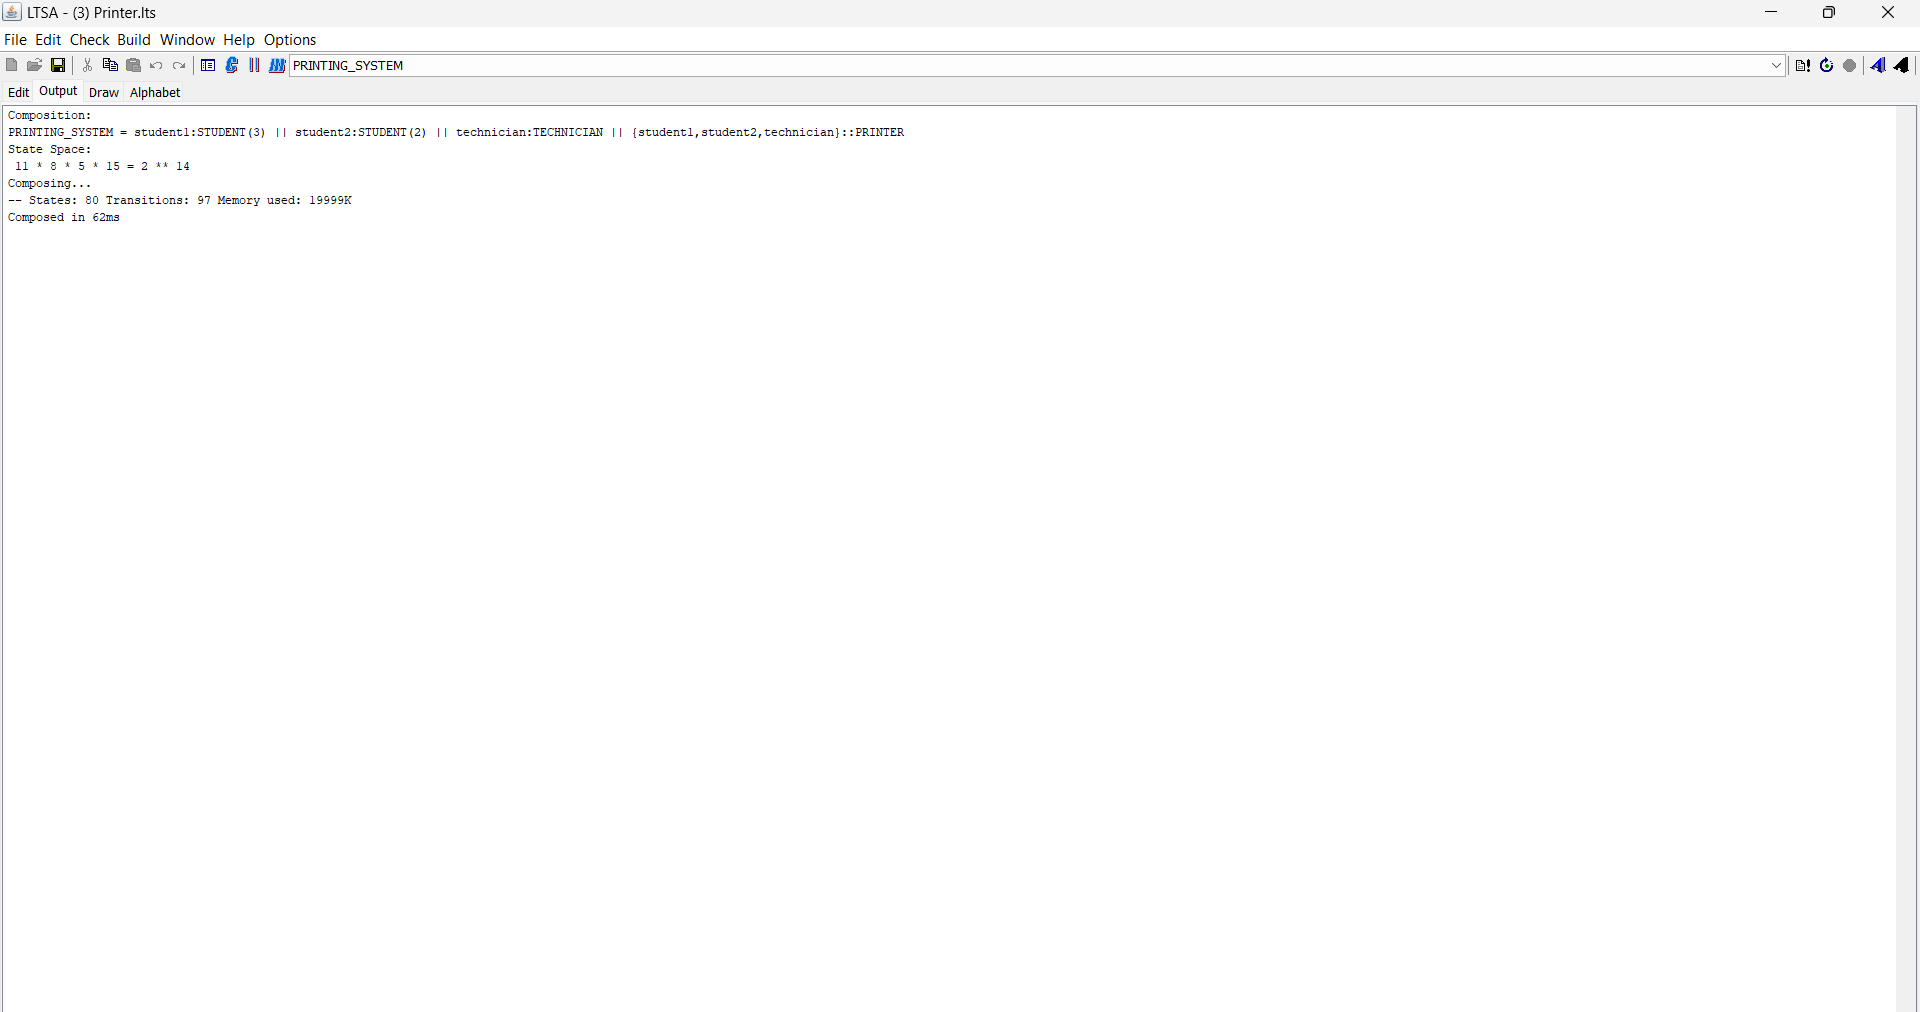 LTSA - (3) Printer.lts
File Edit Check Build Window Help Options
PRINTING_SYSTEM
Edit Output Draw Alphabet
Composition:
PRINTING_SYSTEM = student1:STUDENT(3) || student2:STUDENT(2) || technician:TECHNICIAN || {student1,student2,technician}::PRINTER
State Space:
11 * 8 * 5 * 15 = 2 ** 14
Composing...
-- States: 80 Transitions: 97 Memory used: 19999K
Composed in 62ms